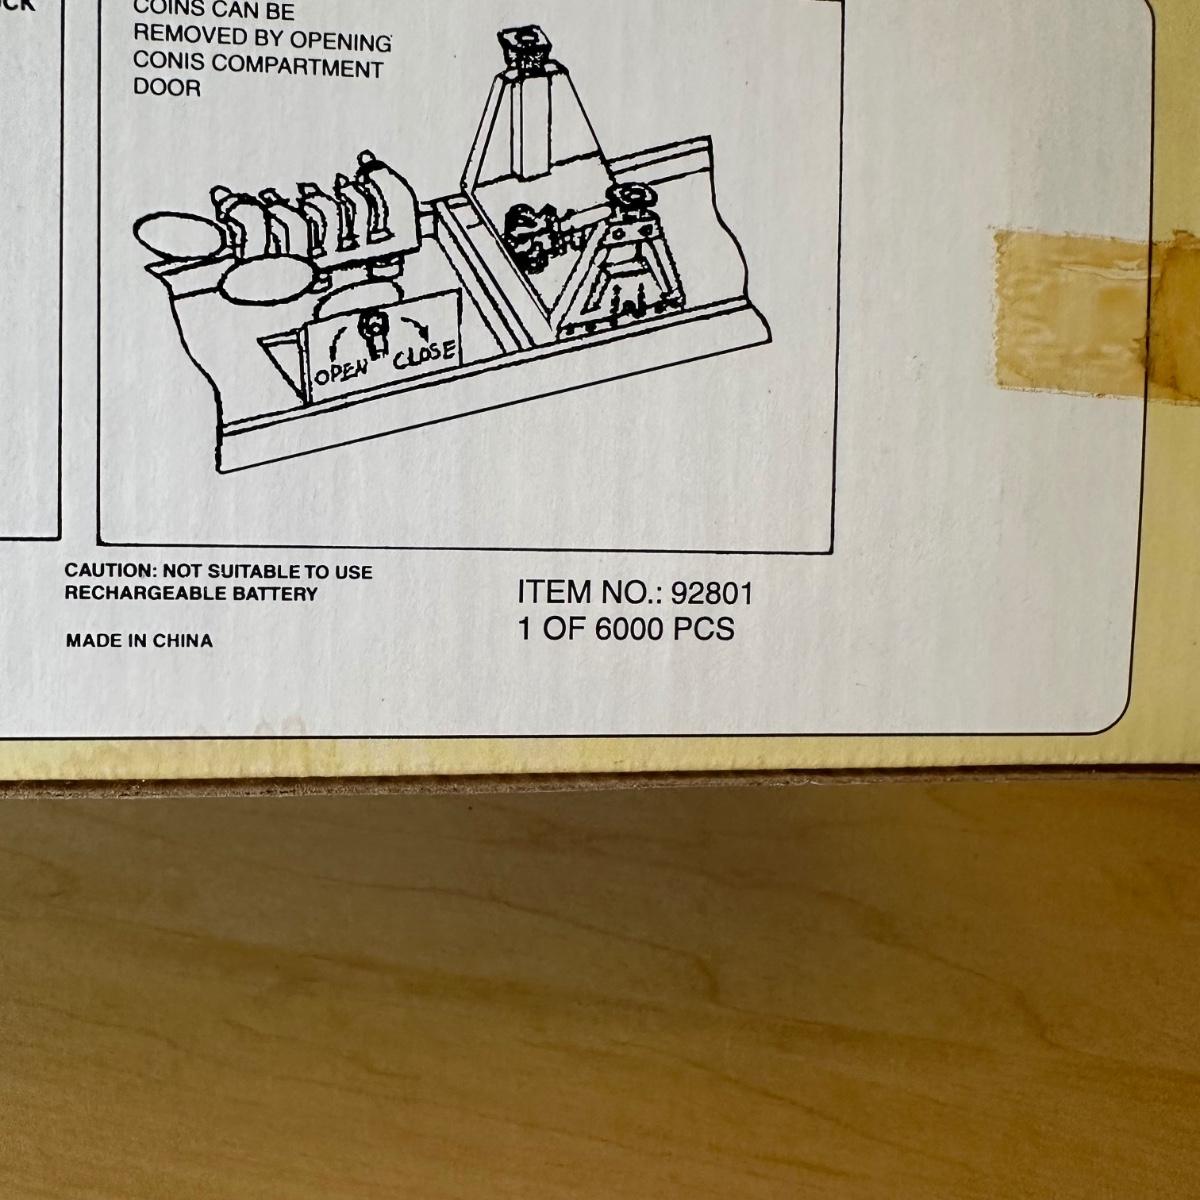 CK
COINS CAN BE
REMOVED BY OPENING
CONIS COMPARTMENT
DOOR
OPEN CLOSE
CAUTION: NOT SUITABLE TO USE
RECHARGEABLE BATTERY
MADE IN CHINA
ITEM NO.: 92801
1 OF 6000 PCS